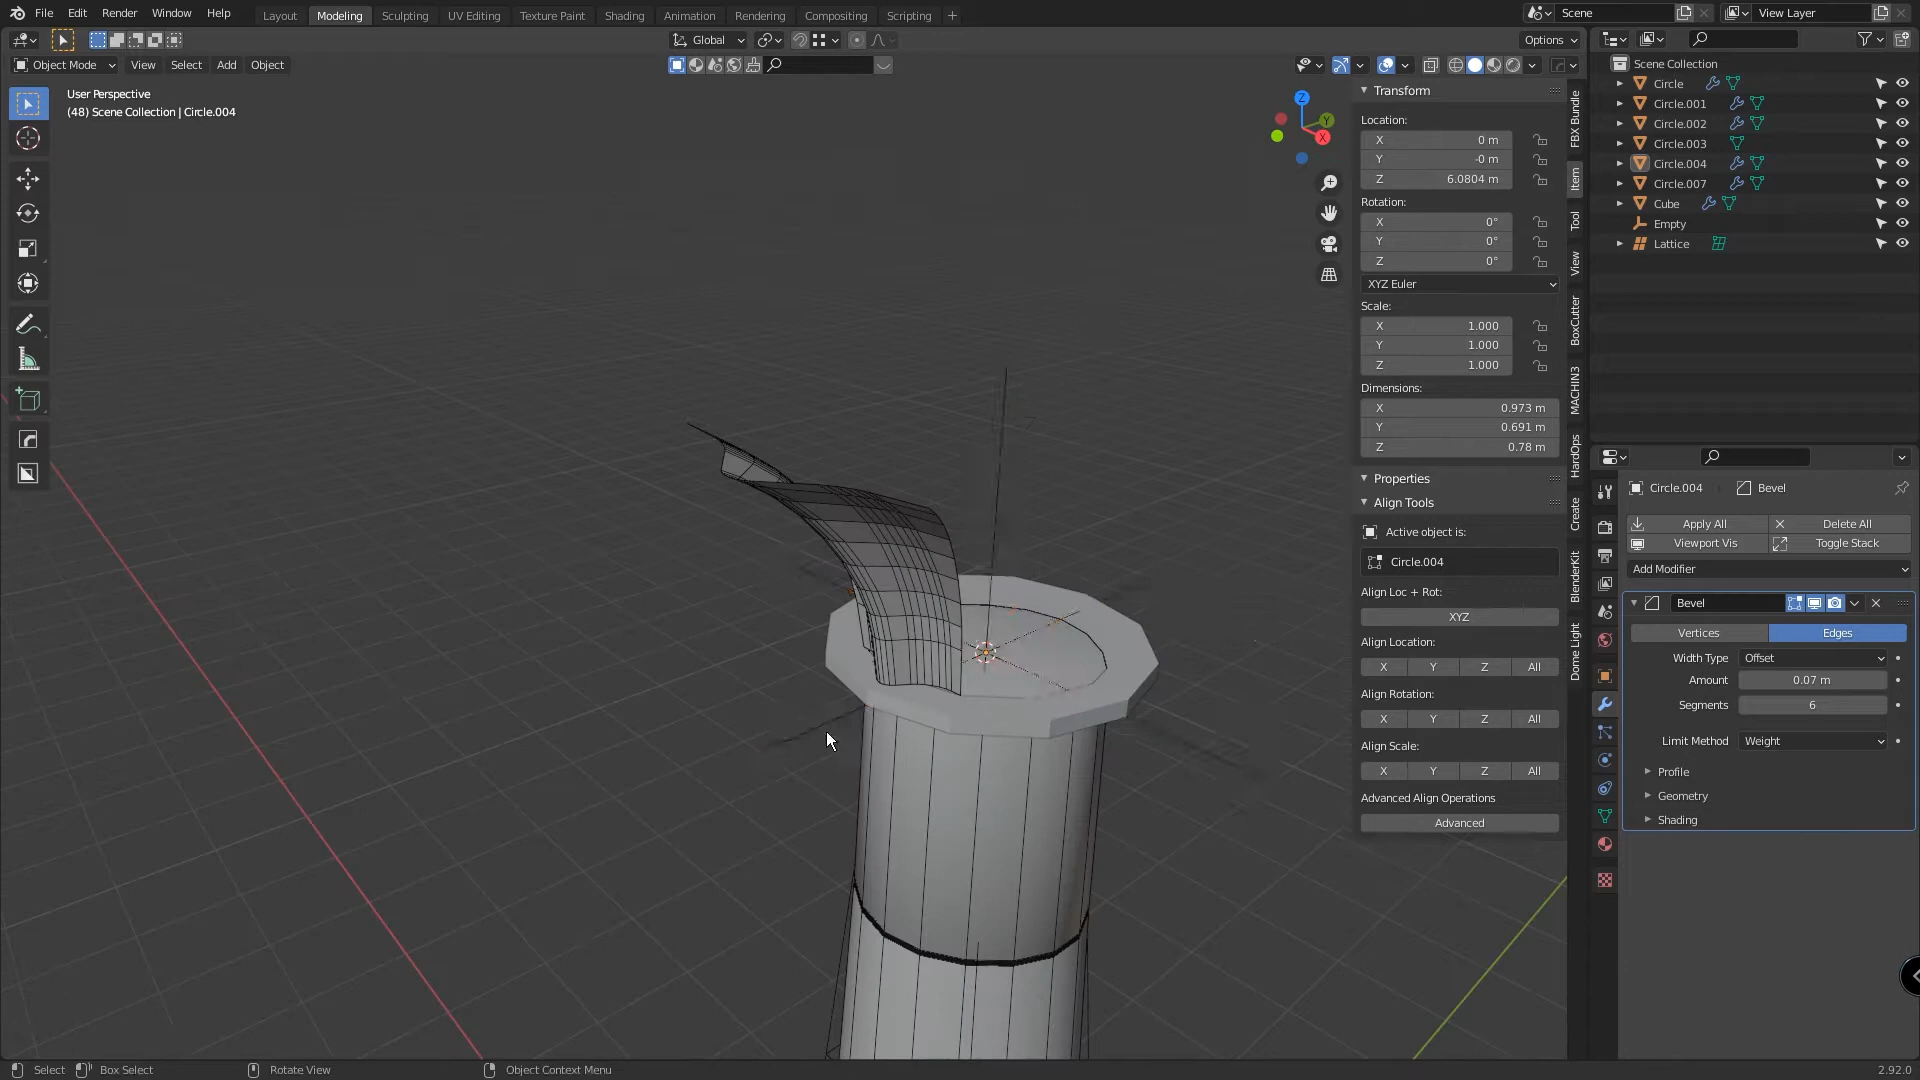 File Edit Render Window Help Layout Modeling Sculpting UV Editing Texture Paint Shading Animation Rendering Compositing Scripting + Scene View Layer
Global Options
Object Mode View Select Add Object
User Perspective
(48) Scene Collection | Circle.004
Z
Y
X
Transform
Location:
X 0 m
Y -0 m
Z 6.0804 m
Rotation:
X 0°
Y 0°
Z 0°
XYZ Euler
Scale:
X 1.000
Y 1.000
Z 1.000
Dimensions:
X 0.973 m
Y 0.691 m
Z 0.78 m
Properties
Align Tools
Active object is:
Circle.004
Align Loc + Rot:
XYZ
Align Location:
X Y Z All
Align Rotation:
X Y Z All
Align Scale:
X Y Z All
Advanced Align Operations
Advanced
FBX Bundle
Item
Tool
View
BoxCutter
MACHIN3
HardOps
Create
BlenderKit
Dome Light
Scene Collection
Circle
Circle.001
Circle.002
Circle.003
Circle.004
Circle.007
Cube
Empty
Lattice
Circle.004 Bevel
Apply All Delete All
Viewport Vis Toggle Stack
Add Modifier
Bevel
Vertices Edges
Width Type Offset
Amount 0.07 m
Segments 6
Limit Method Weight
Profile
Geometry
Shading
Select Box Select Rotate View Object Context Menu 2.92.0